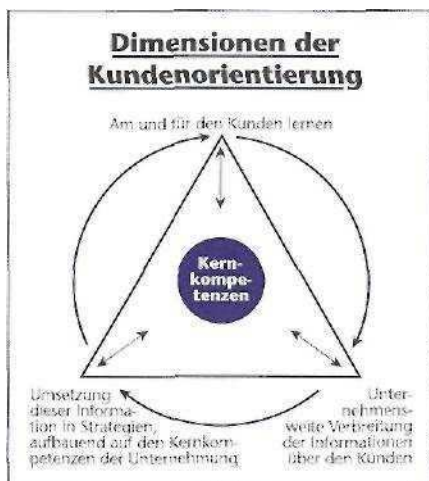 Dimensionen der
Kundenorientierung
Am und für den Kunden lernen
Kern-
kompe-
tenzen
Umsetzung
dieser Informa-
tion in Strategien,
aufbauend auf den Kernkom-
petenzen der Unternehmung
Unter-
nehmens-
weite Verbreitung
der Informationen
über den Kunden